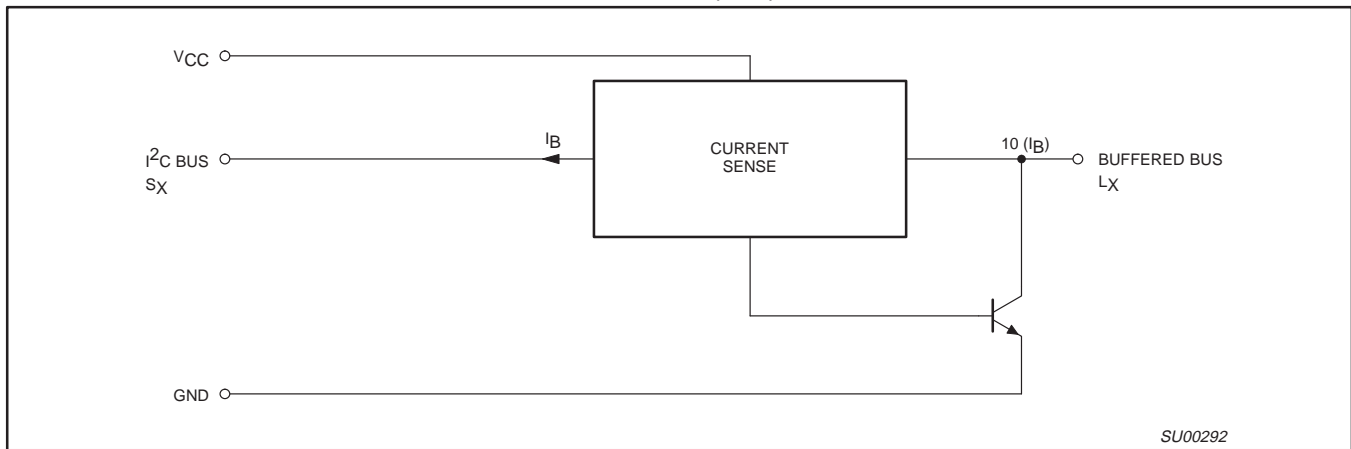 VCC
I2C BUS
SX
IB
CURRENT
SENSE
10 (IB)
BUFFERED BUS
LX
GND
SU00292